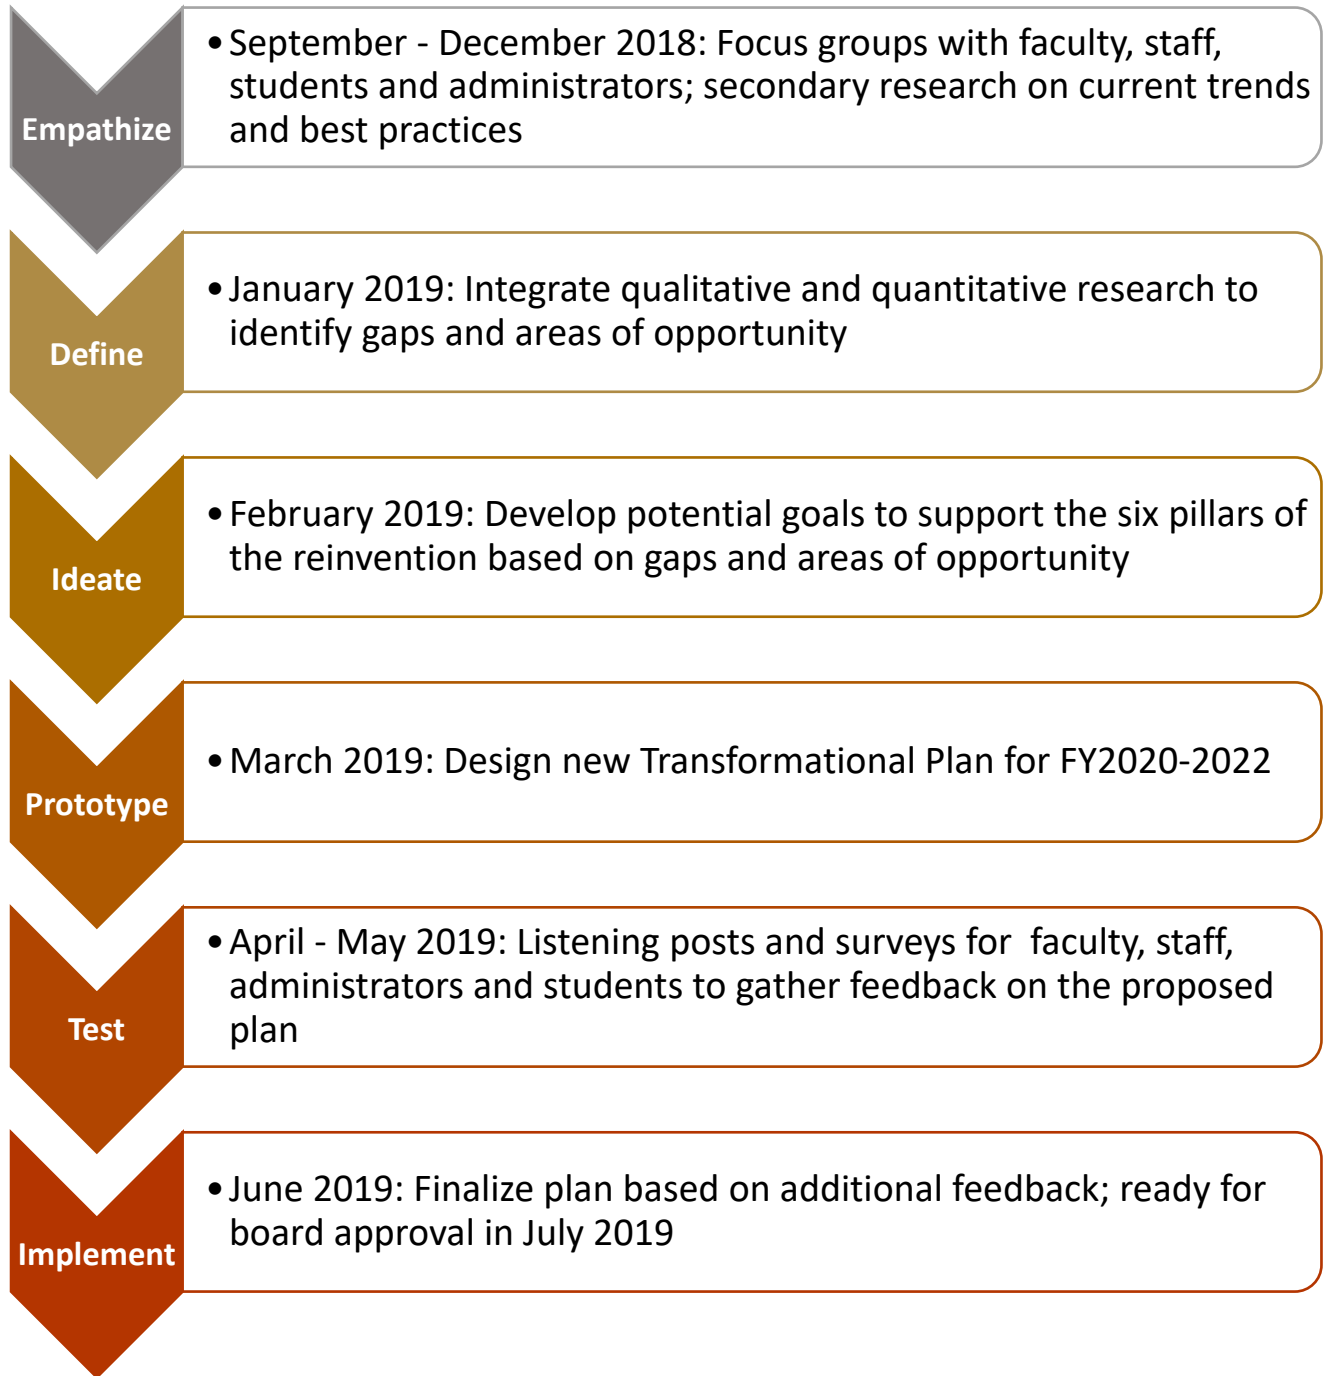 Empathize
•September - December 2018: Focus groups with faculty, staff,
students and administrators; secondary research on current trends
and best practices
Define
•January 2019: Integrate qualitative and quantitative research to
identify gaps and areas of opportunity
Ideate
•February 2019: Develop potential goals to support the six pillars of
the reinvention based on gaps and areas of opportunity
Prototype
•March 2019: Design new Transformational Plan for FY2020-2022
Test
•April - May 2019: Listening posts and surveys for  faculty, staff,
administrators and students to gather feedback on the proposed
plan
Implement
•June 2019: Finalize plan based on additional feedback; ready for
board approval in July 2019